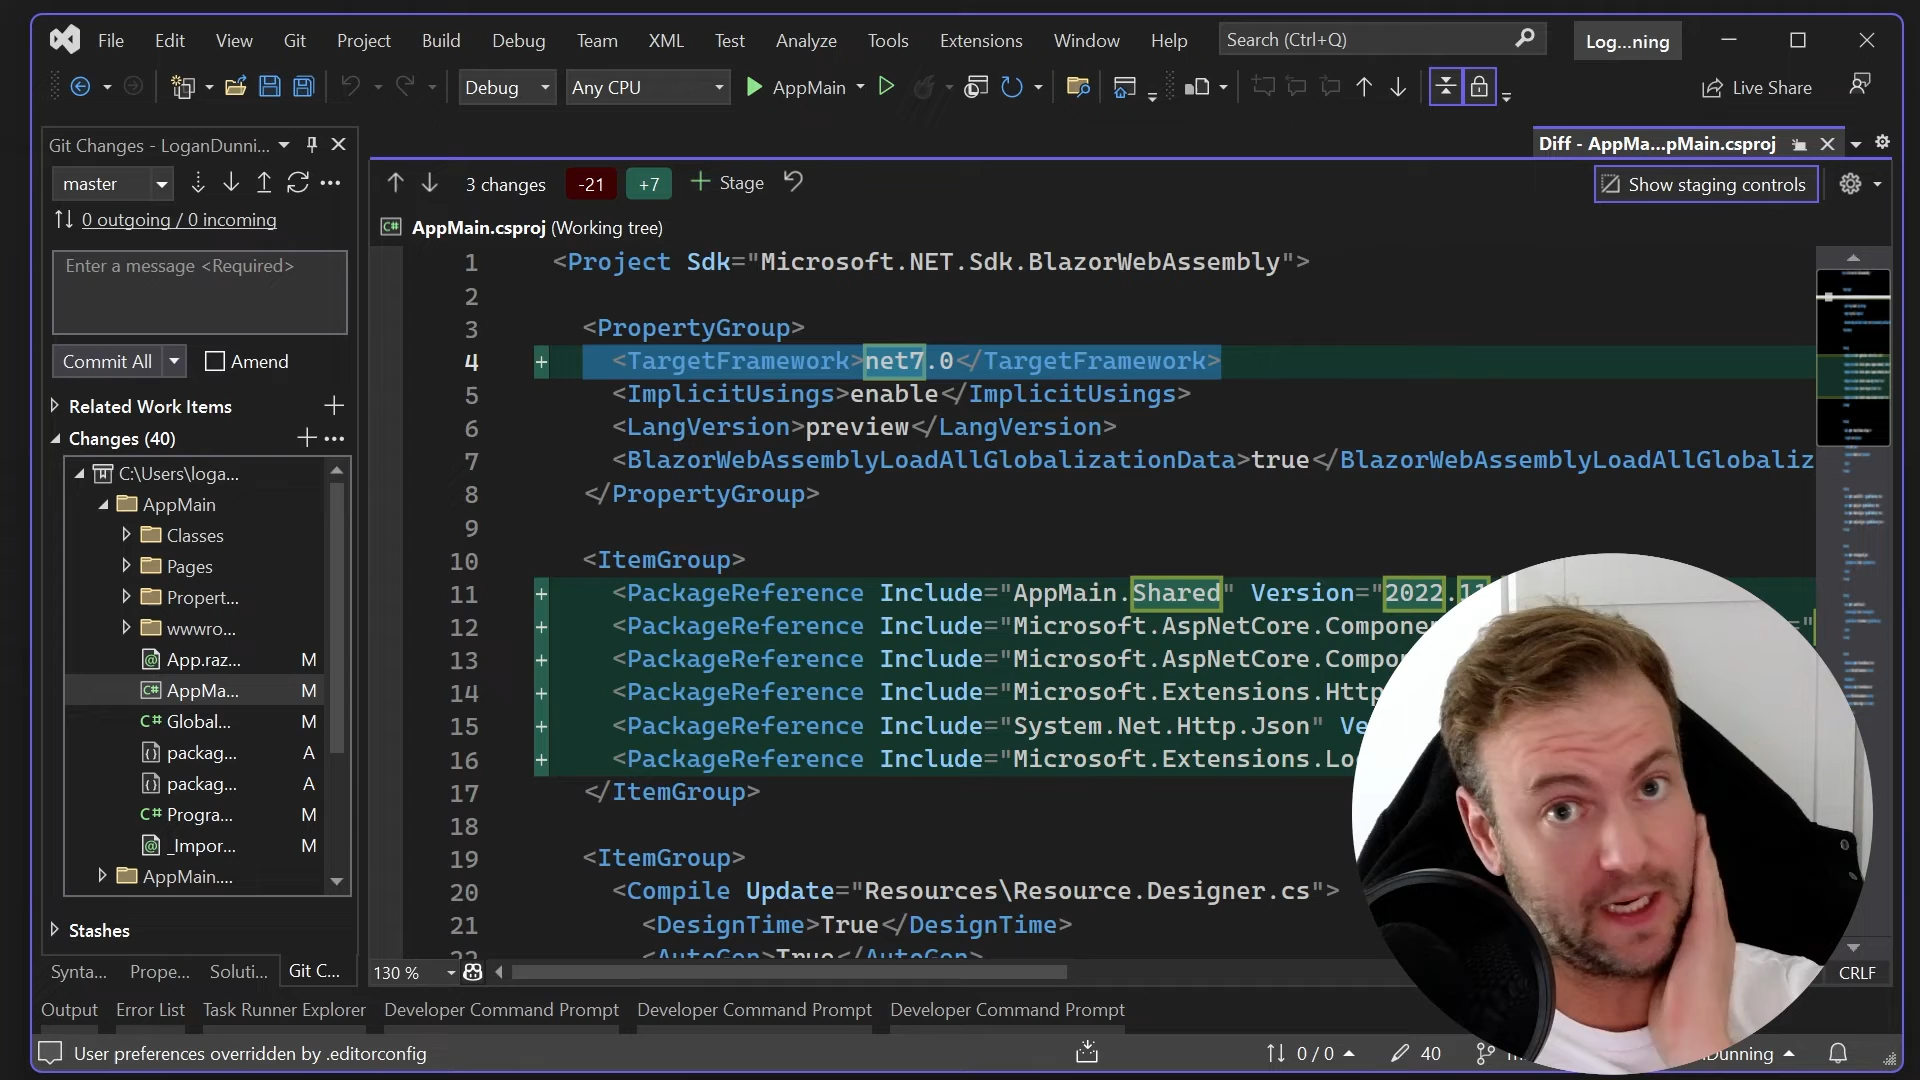 File Edit View Git Project Build Debug Team XML Test Analyze Tools Extensions Window Help Search (Ctrl+Q) Log...ning
Debug Any CPU AppMain Live Share
Git Changes - LoganDunni...
master
0 outgoing / 0 incoming
Enter a message <Required>
Commit All Amend
Related Work Items
Changes (40)
C:\Users\loga...
AppMain
Classes
Pages
Propert...
wwwro...
App.raz... M
AppMa... M
Global... M
packag... A
packag... A
Progra... M
_Impor... M
AppMain....
Stashes
Synta... Prope... Soluti... Git C...
Diff - AppMa...pMain.csproj
3 changes -21 +7 Stage Show staging controls
AppMain.csproj (Working tree)
1 <Project Sdk="Microsoft.NET.Sdk.BlazorWebAssembly">
2
3 <PropertyGroup>
4 + <TargetFramework>net7.0</TargetFramework>
5 <ImplicitUsings>enable</ImplicitUsings>
6 <LangVersion>preview</LangVersion>
7 <BlazorWebAssemblyLoadAllGlobalizationData>true</BlazorWebAssemblyLoadAllGlobaliz
8 </PropertyGroup>
9
10 <ItemGroup>
11 + <PackageReference Include="AppMain.Shared" Version="2022.11
12 + <PackageReference Include="Microsoft.AspNetCore.Componen
13 + <PackageReference Include="Microsoft.AspNetCore.Compo
14 + <PackageReference Include="Microsoft.Extensions.Http
15 + <PackageReference Include="System.Net.Http.Json" Ve
16 + <PackageReference Include="Microsoft.Extensions.Lo
17 </ItemGroup>
18
19 <ItemGroup>
20 <Compile Update="Resources\Resource.Designer.cs">
21 <DesignTime>True</DesignTime>
22 <AutoGen>True</AutoGen>
130 % CRLF
Output Error List Task Runner Explorer Developer Command Prompt Developer Command Prompt Developer Command Prompt
User preferences overridden by .editorconfig 0 / 0 40 Dunning